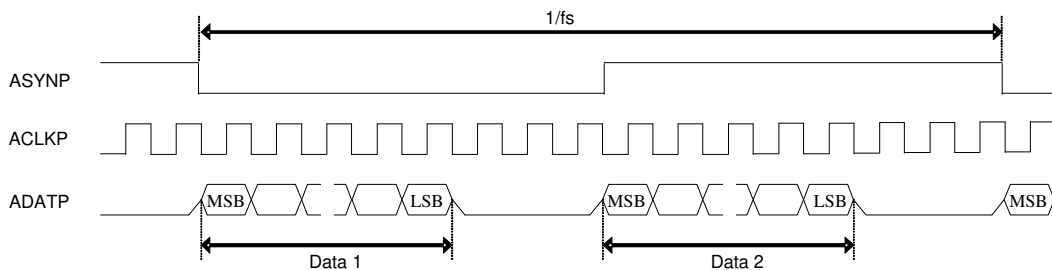 1/fs
ASYNP
ACLKP
ADATP MSB LSB MSB LSB MSB
Data 1 Data 2